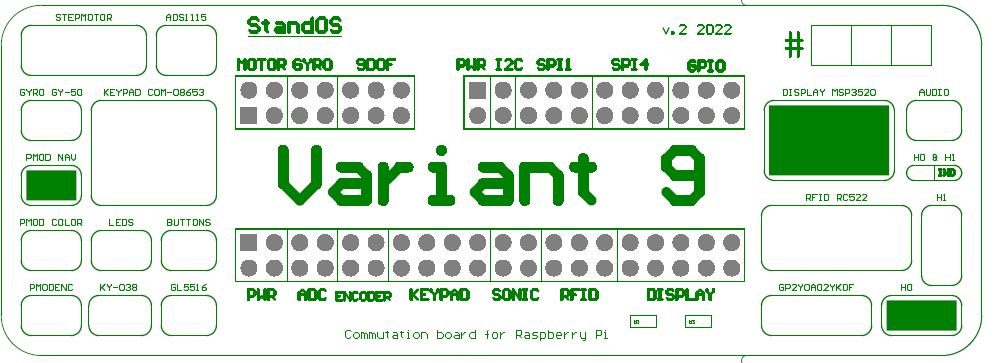 STEPMOTOR ADS1115 StandOS v.2 2022 #
MOTOR GYRO 9DOF PWR I2C SPI1 SPI4 GPIO
GYRO GY-50 KEYPAD COM-08653 DISPLAY MSP3520 AUDIO
PMOD NAV Variant 9 H0 & H1
PMOD COLOR LEDS BUTTONS RFID RC522 H1
PMODENC KY-038 GL5516 PWR ADC ENCODER KEYPAD SONIC RFID DISPLAY GP2Y0A02YK0F H0
Commutation board for Raspberry Pi